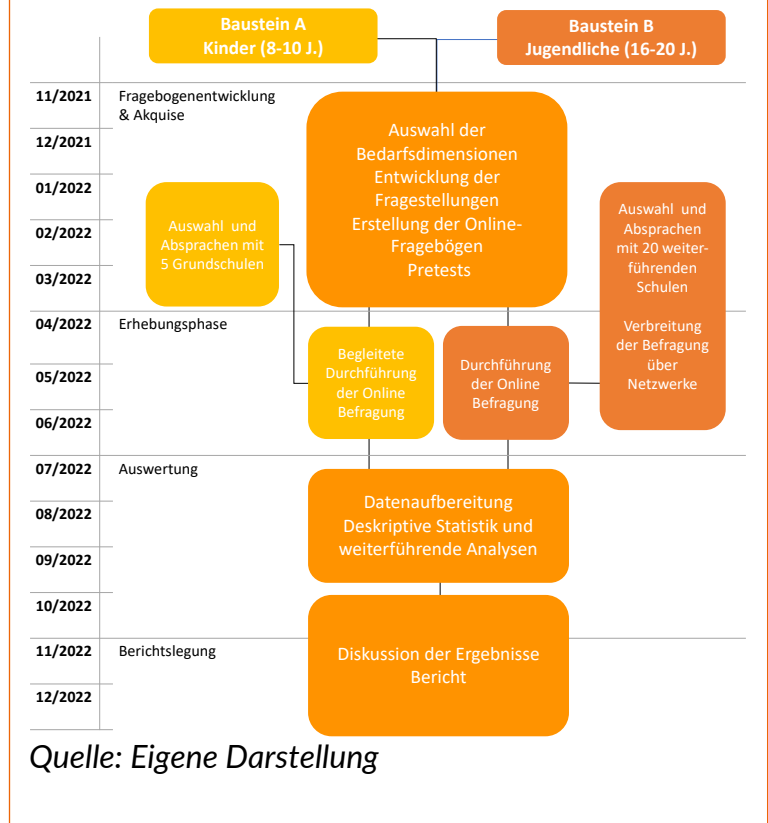 Baustein A
Kinder (8-10 J.)
Baustein B
Jugendliche (16-20 J.)
11/2021
Fragebogenentwicklung
& Akquise
12/2021
01/2022
02/2022
03/2022
Auswahl der
Bedarfsdimensionen
Entwicklung der
Fragestellungen
Erstellung der Online-
Fragebögen
Pretests
Auswahl und
Absprachen mit
5 Grundschulen
Auswahl und
Absprachen
mit 20 weiter-
führenden
Schulen
Verbreitung
der Befragung
über
Netzwerke
04/2022
Erhebungsphase
05/2022
06/2022
Begleitete
Durchführung
der Online
Befragung
Durchführung
der Online
Befragung
07/2022
Auswertung
08/2022
09/2022
10/2022
Datenaufbereitung
Deskriptive Statistik und
weiterführende Analysen
11/2022
Berichtslegung
12/2022
Diskussion der Ergebnisse
Bericht
Quelle: Eigene Darstellung